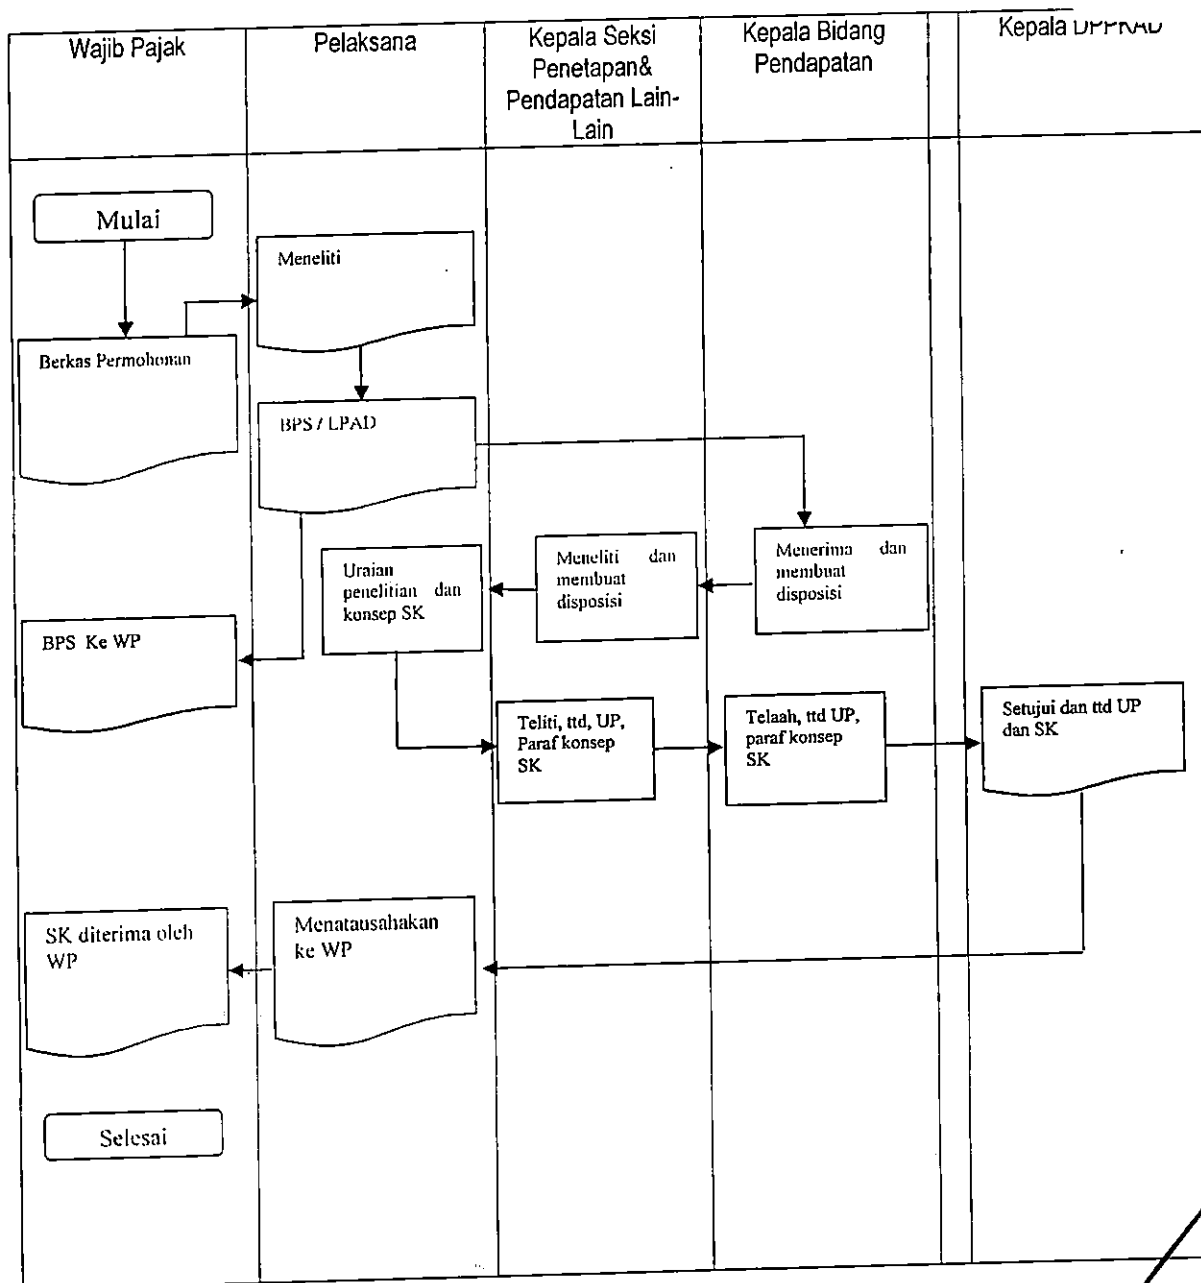 Wajib Pajak
Pelaksana
Kepala Seksi
Penetapan&
Pendapatan Lain-
Lain
Kepala Bidang
Pendapatan
Kepala DPPKAD
Mulai
Meneliti
Berkas Permohonan
BPS / LPAD
Uraian
penelitian dan
konsep SK
Meneliti dan
membuat
disposisi
Menerima dan
membuat
disposisi
BPS Ke WP
Teliti, ttd, UP,
Paraf konsep
SK
Telaah, ttd UP,
paraf konsep
SK
Setujui dan ttd UP
dan SK
SK diterima oleh
WP
Menatausahakan
ke WP
Selesai